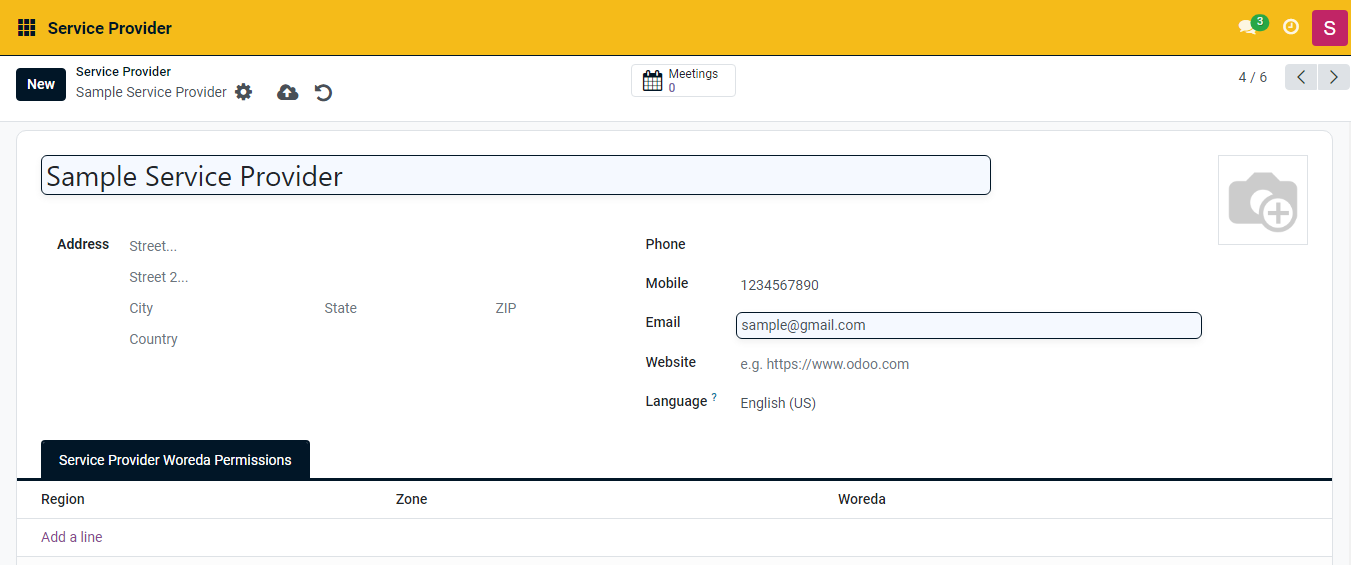 Service Provider
3
S
New
Service Provider
Sample Service Provider
Meetings
0
4 / 6
Sample Service Provider
Address
Street...
Street 2...
City State ZIP
Country
Phone
Mobile 1234567890
Email sample@gmail.com
Website e.g. https://www.odoo.com
Language ? English (US)
Service Provider Woreda Permissions
Region Zone Woreda
Add a line